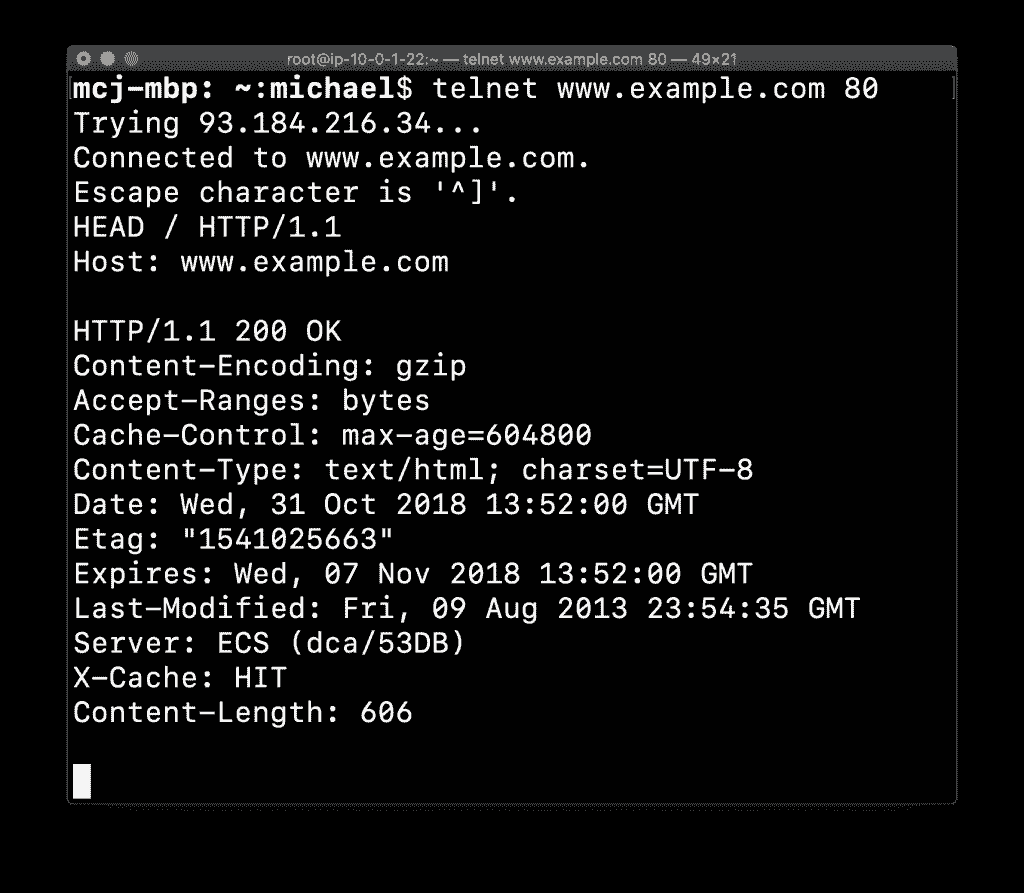 root@ip-10-0-1-22:~ — telnet www.example.com 80 — 49×21
mcj-mbp: ~:michael$ telnet www.example.com 80
Trying 93.184.216.34...
Connected to www.example.com.
Escape character is '^]'.
HEAD / HTTP/1.1
Host: www.example.com
HTTP/1.1 200 OK
Content-Encoding: gzip
Accept-Ranges: bytes
Cache-Control: max-age=604800
Content-Type: text/html; charset=UTF-8
Date: Wed, 31 Oct 2018 13:52:00 GMT
Etag: "1541025663"
Expires: Wed, 07 Nov 2018 13:52:00 GMT
Last-Modified: Fri, 09 Aug 2013 23:54:35 GMT
Server: ECS (dca/53DB)
X-Cache: HIT
Content-Length: 606